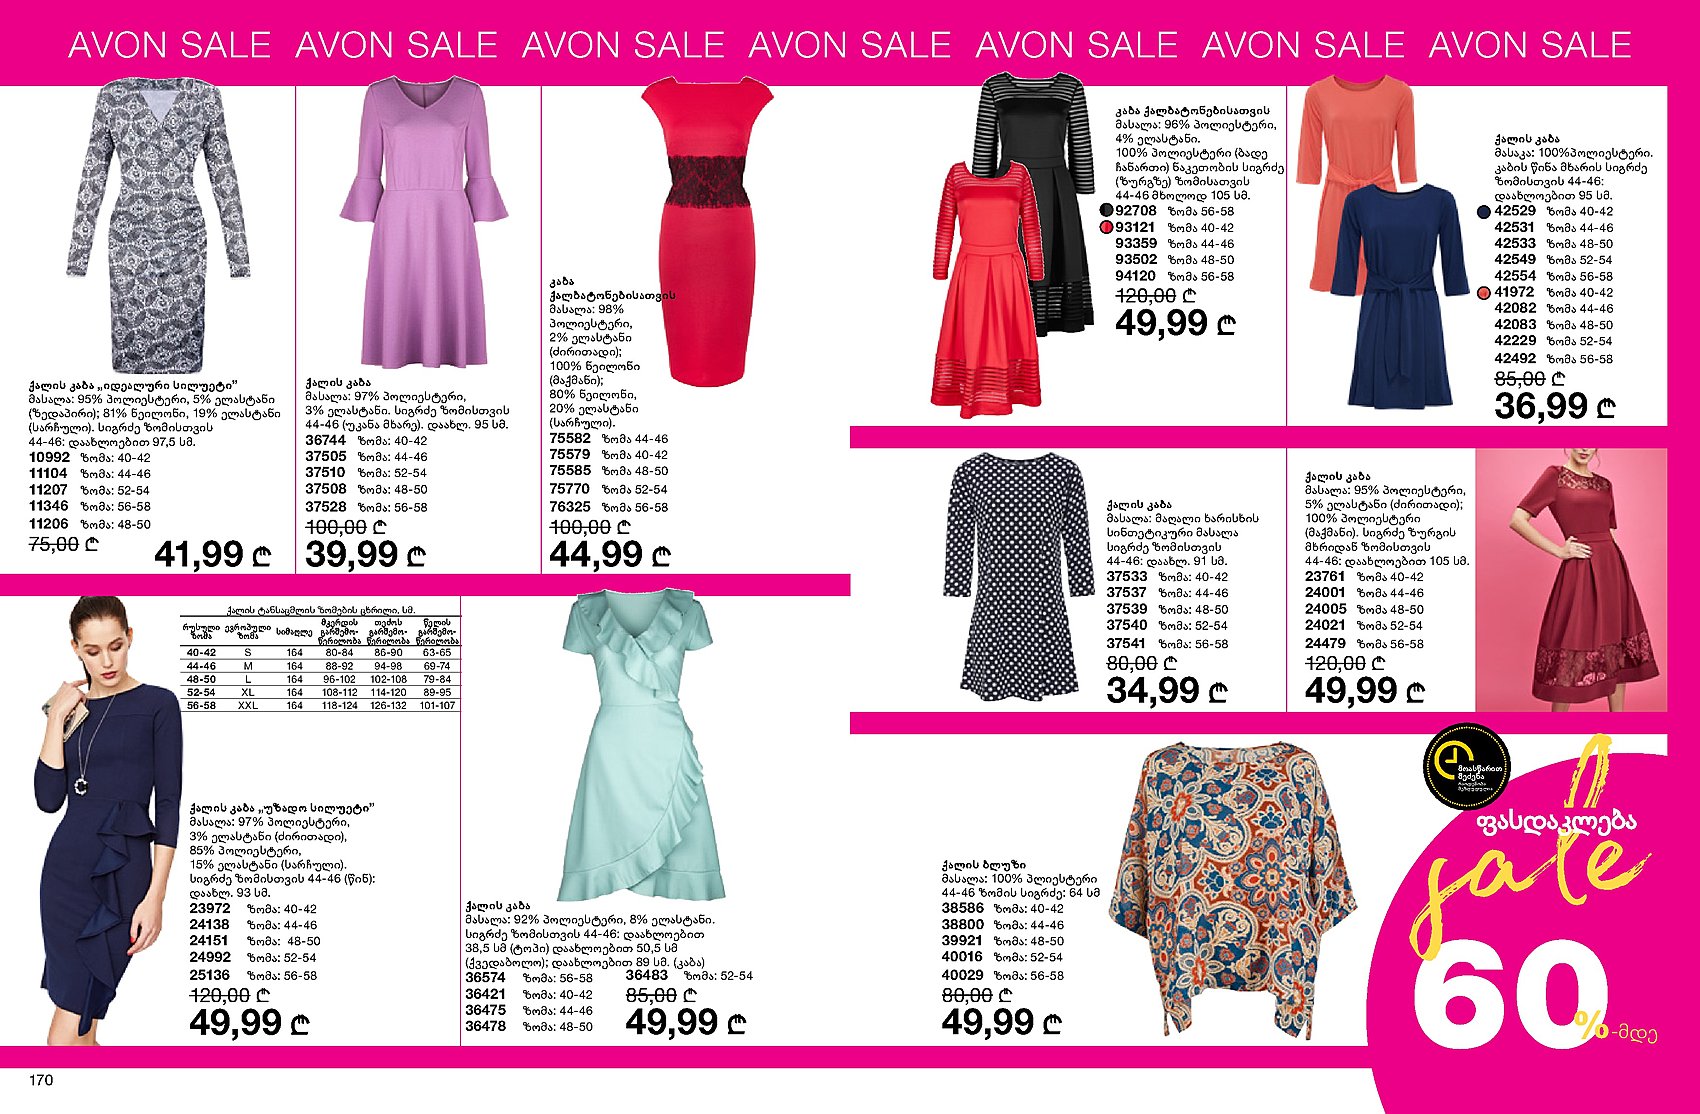 AVON SALE AVON SALE AVON SALE AVON SALE AVON SALE AVON SALE AVON SALE
ქალის კაბა „იდეალური სილუეტი”
მასალა: 95% პოლიესტერი, 5% ელასტანი
(ზედაპირი); 81% ნეილონი, 19% ელასტანი
(სარჩული). სიგრძე ზომისთვის
44-46: დაახლოებით 97,5 სმ.
10992 ზომა: 40-42
11104 ზომა: 44-46
11207 ზომა: 52-54
11346 ზომა: 56-58
11206 ზომა: 48-50
75,00 ₾
41,99 ₾
ქალის კაბა
მასალა: 97% პოლიესტერი,
3% ელასტანი. სიგრძე ზომისთვის
44-46 (უკანა მხარე). დაახლ. 95 სმ.
36744 ზომა: 40-42
37505 ზომა: 44-46
37510 ზომა: 52-54
37508 ზომა: 48-50
37528 ზომა: 56-58
100,00 ₾
39,99 ₾
კაბა
ქალბატონებისათვის
მასალა: 98%
პოლიესტერი,
2% ელასტანი
(ძირითადი);
100% ნეილონი
(მაქმანი);
80% ნეილონი,
20% ელასტანი
(სარჩული).
75582 ზომა 44-46
75579 ზომა 40-42
75585 ზომა 48-50
75770 ზომა 52-54
76325 ზომა 56-58
100,00 ₾
44,99 ₾
კაბა ქალბატონებისათვის
მასალა: 96% პოლიესტერი,
4% ელასტანი.
100% პოლიესტერი (ბადე
ჩანართი) ნაკეთობის სიგრძე
(ზურგზე) ზომისათვის
44-46 მხოლოდ 105 სმ.
92708 ზომა 56-58
93121 ზომა 40-42
93359 ზომა 44-46
93502 ზომა 48-50
94120 ზომა 56-58
120,00 ₾
49,99 ₾
ქალის კაბა
მასაკა: 100%პოლიესტერი.
კაბის წინა მხარის სიგრძე
ზომისთვის 44-46:
დაახლოებით 95 სმ.
42529 ზომა 40-42
42531 ზომა 44-46
42533 ზომა 48-50
42549 ზომა 52-54
42554 ზომა 56-58
41972 ზომა 40-42
42082 ზომა 44-46
42083 ზომა 48-50
42229 ზომა 52-54
42492 ზომა 56-58
85,00 ₾
36,99 ₾
ქალის კაბა
მასალა: მაღალი ხარისხის
სინთეტიკური მასალა
სიგრძე ზომისთვის
44-46: დაახლ. 91 სმ.
37533 ზომა: 40-42
37537 ზომა: 44-46
37539 ზომა: 48-50
37540 ზომა: 52-54
37541 ზომა: 56-58
80,00 ₾
34,99 ₾
ქალის კაბა
მასალა: 95% პოლიესტერი,
5% ელასტანი (ძირითადი);
100% პოლიესტერი
(მაქმანი). სიგრძე ზურგის
მხრიდან ზომისთვის
44-46: დაახლოებით 105 სმ.
23761 ზომა 40-42
24001 ზომა 44-46
24005 ზომა 48-50
24021 ზომა: 52-54
24479 ზომა 56-58
120,00 ₾
49,99 ₾
ქალის ტანსაცმლის ზომების ცხრილი, სმ.
რუსული ზომა ევროპული ზომა სიმაღლე მკერდის გარშემო-წერილობა თეძოს გარშემო-წერილობა წელის გარშემო-წერილობა
40-42 S 164 80-84 86-90 63-65
44-46 M 164 88-92 94-98 69-74
48-50 L 164 96-102 102-108 79-84
52-54 XL 164 108-112 114-120 89-95
56-58 XXL 164 118-124 126-132 101-107
ქალის კაბა „უზადო სილუეტი”
მასალა: 97% პოლიესტერი,
3% ელასტანი (ძირითადი),
85% პოლიესტერი,
15% ელასტანი (სარჩული).
სიგრძე ზომისთვის 44-46 (წინ):
დაახლ. 93 სმ.
23972 ზომა: 40-42
24138 ზომა: 44-46
24151 ზომა: 48-50
24992 ზომა: 52-54
25136 ზომა: 56-58
120,00 ₾
49,99 ₾
ქალის კაბა
მასალა: 92% პოლიესტერი, 8% ელასტანი.
სიგრძე ზომისთვის 44-46: დაახლოებით
38,5 სმ (ტოპი) დაახლოებით 50,5 სმ
(ქვედაბოლო); დაახლოებით 89 სმ. (კაბა)
36574 ზომა: 56-58
36421 ზომა: 40-42
36475 ზომა: 44-46
36478 ზომა: 48-50
36483 ზომა: 52-54
85,00 ₾
49,99 ₾
ქალის ბლუზი
მასალა: 100% პლიესტერი
44-46 ზომის სიგრძე: 64 სმ
38586 ზომა: 40-42
38800 ზომა: 44-46
39921 ზომა: 48-50
40016 ზომა: 52-54
40029 ზომა: 56-58
80,00 ₾
49,99 ₾
მოასწარით
შეძენა
ფასდაკლება
sale
60%-მდე
170